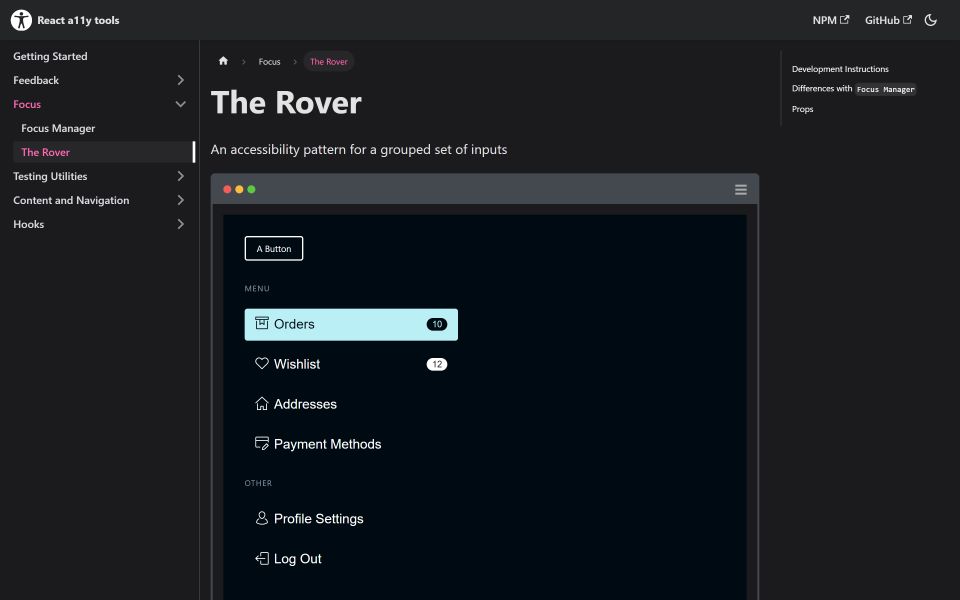 React a11y tools
NPM
GitHub
Getting Started
Feedback
Focus
Focus Manager
The Rover
Testing Utilities
Content and Navigation
Hooks
Focus
The Rover
The Rover
An accessibility pattern for a grouped set of inputs
A Button
MENU
Orders 10
Wishlist 12
Addresses
Payment Methods
OTHER
Profile Settings
Log Out
Development Instructions
Differences with Focus Manager
Props